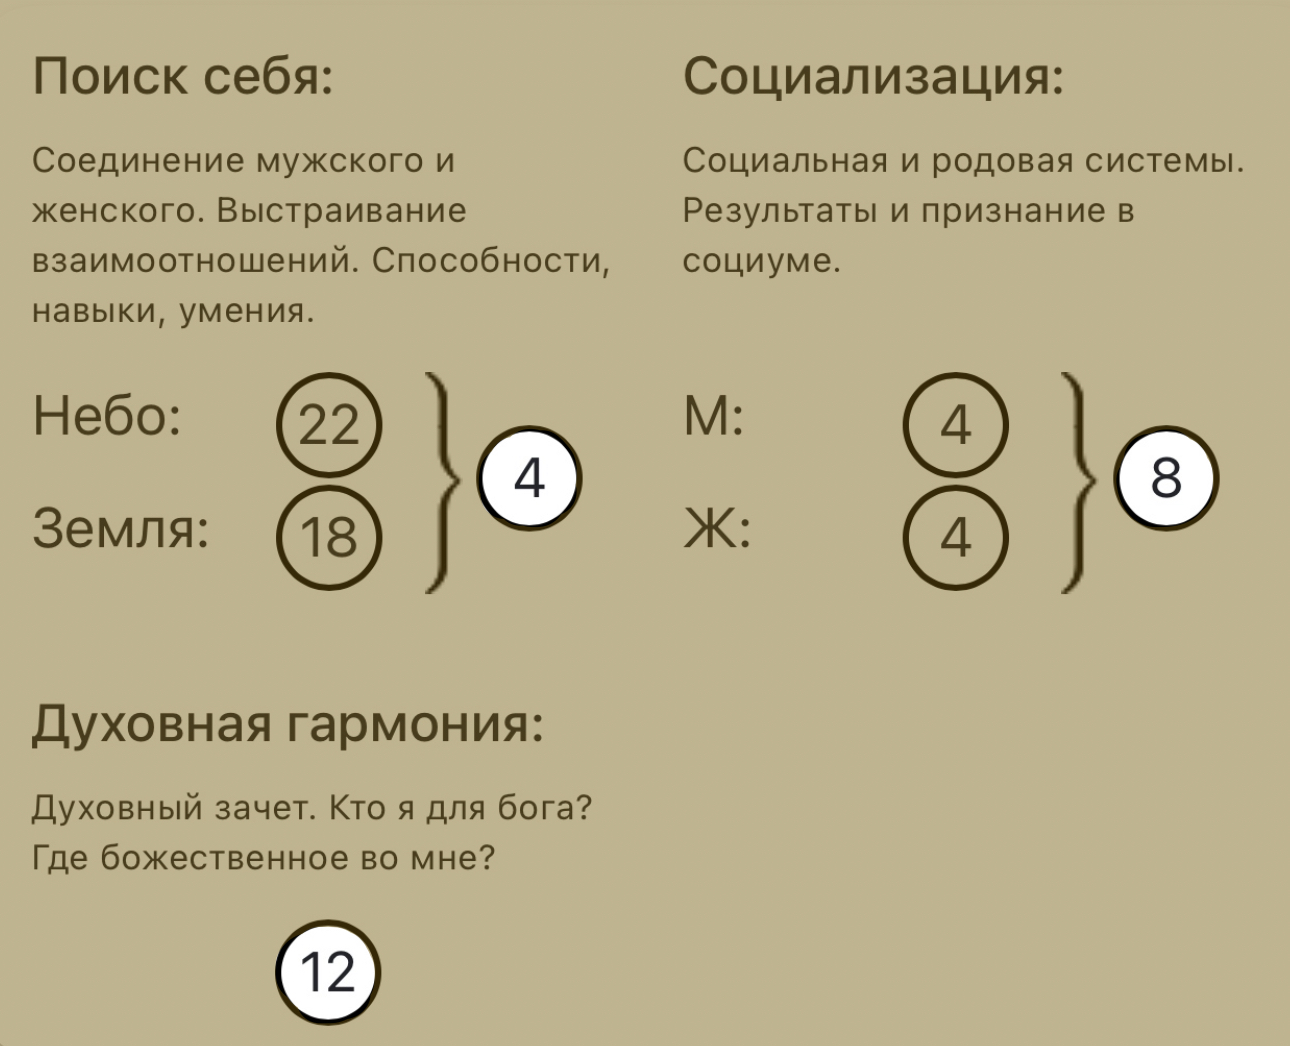 Поиск себя:
Соединение мужского и
женского. Выстраивание
взаимоотношений. Способности,
навыки, умения.
Небо:
22
Земля:
18
4
Социализация:
Социальная и родовая системы.
Результаты и признание в
социуме.
М:
4
Ж:
4
8
Духовная гармония:
Духовный зачет. Кто я для бога?
Где божественное во мне?
12